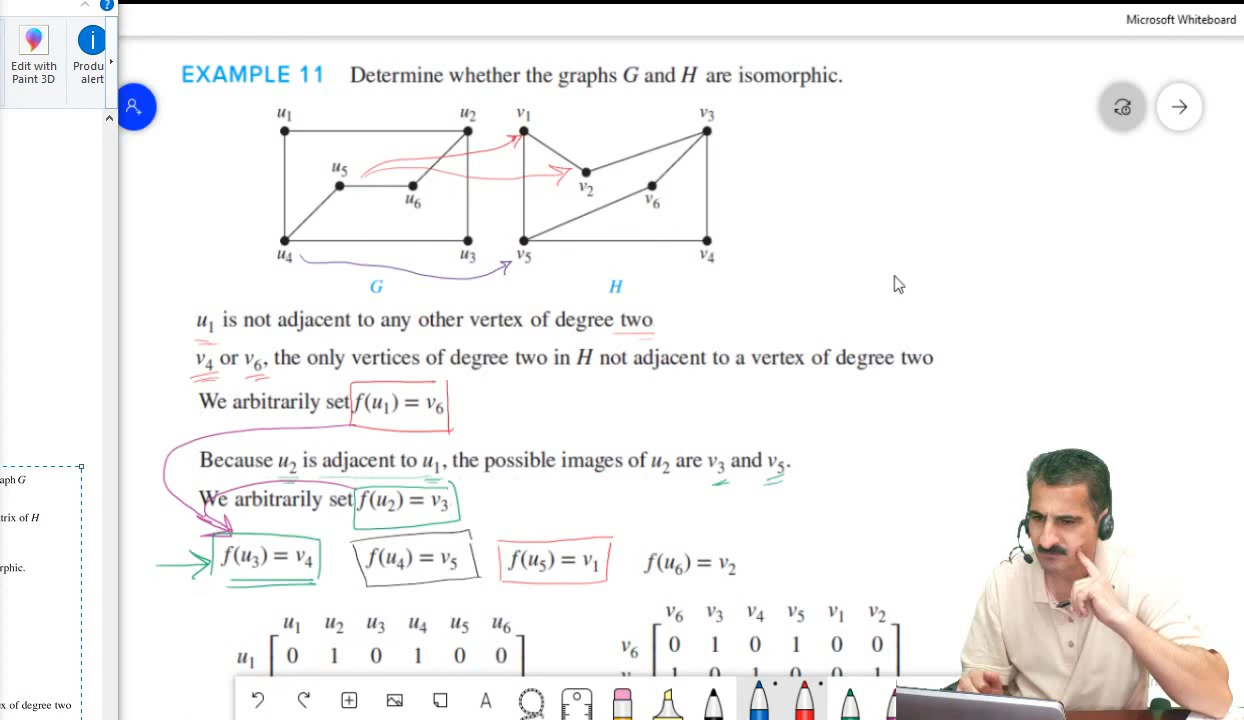 Microsoft Whiteboard
Edit with
Paint 3D
Produ
alert
EXAMPLE 11 Determine whether the graphs G and H are isomorphic.
u1 u2 v1 v3
u5 u6 v2 v6
u4 u3 v5 v4
G H
u1 is not adjacent to any other vertex of degree two
v4 or v6, the only vertices of degree two in H not adjacent to a vertex of degree two
We arbitrarily set f(u1) = v6
Because u2 is adjacent to u1, the possible images of u2 are v3 and v5.
We arbitrarily set f(u2) = v3
f(u3) = v4 f(u4) = v5 f(u5) = v1 f(u6) = v2
u1 u2 u3 u4 u5 u6
u1 0 1 0 1 0 0
v6 v3 v4 v5 v1 v2
v6 0 1 0 1 0 0
aph G
trix of H
rphic.
x of degree two
A